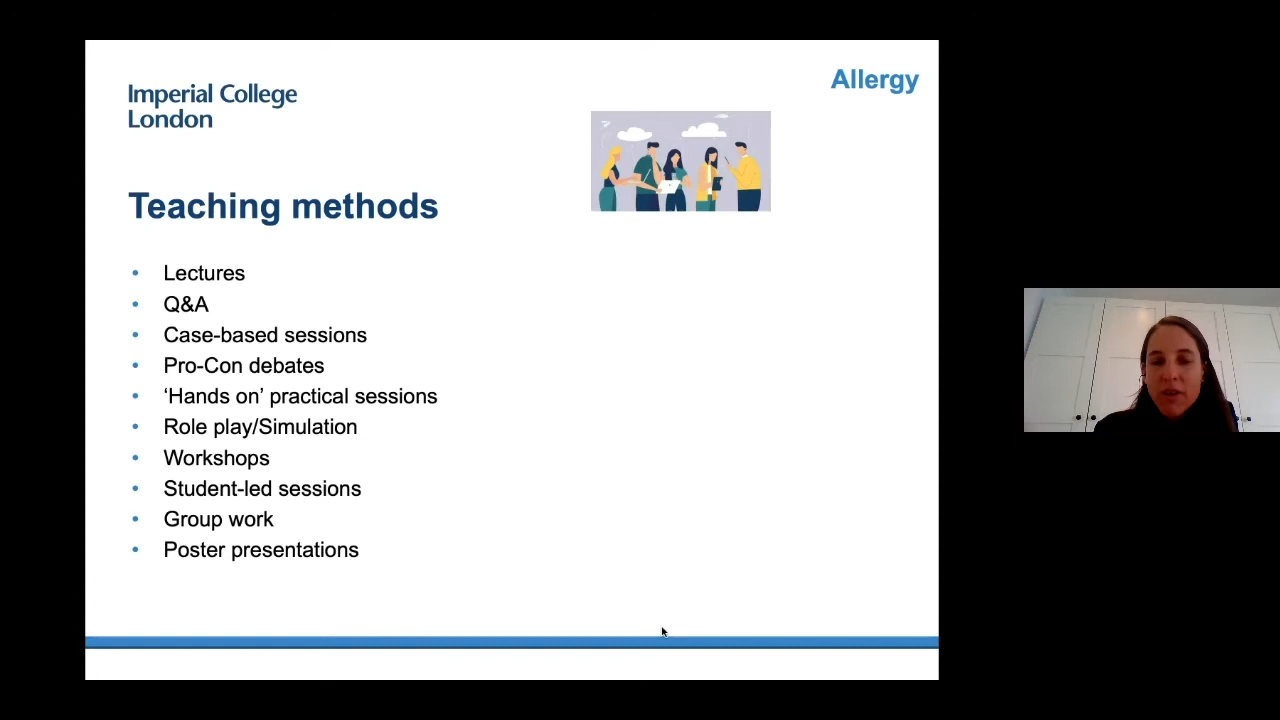 Imperial College
London
Allergy
Teaching methods
• Lectures
• Q&A
• Case-based sessions
• Pro-Con debates
• ‘Hands on’ practical sessions
• Role play/Simulation
• Workshops
• Student-led sessions
• Group work
• Poster presentations